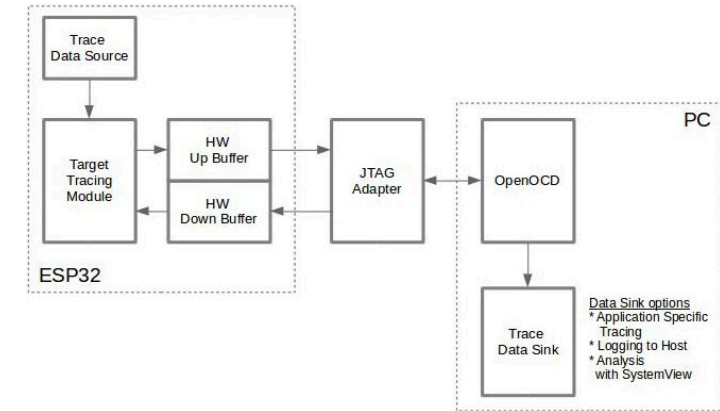 Trace
Data Source
Target
Tracing
Module
HW
Up Buffer
HW
Down Buffer
ESP32
JTAG
Adapter
PC
OpenOCD
Trace
Data Sink
Data Sink options
* Application Specific
Tracing
* Logging to Host
* Analysis
with SystemView